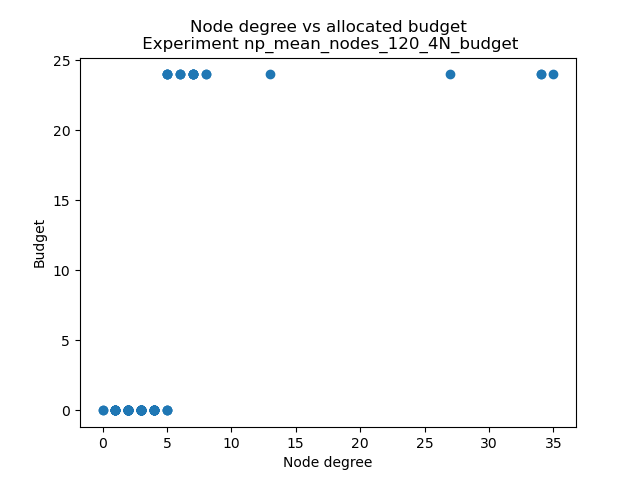 Node degree vs allocated budget
Experiment np_mean_nodes_120_4N_budget
25
20
15
10
5
0
Budget
0 5 10 15 20 25 30 35
Node degree